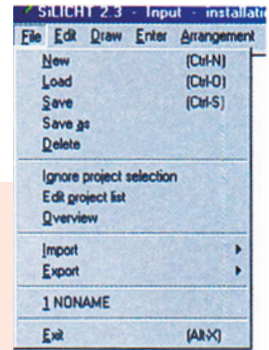 SiLICHT 2.3 - Input - installati
File Edit Draw Enter Arrangement
New (Ctrl-N)
Load (Ctrl-O)
Save (Ctrl-S)
Save as
Delete
Ignore project selection
Edit project list
Overview
Import
Export
1 NONAME
Exit (Alt-X)